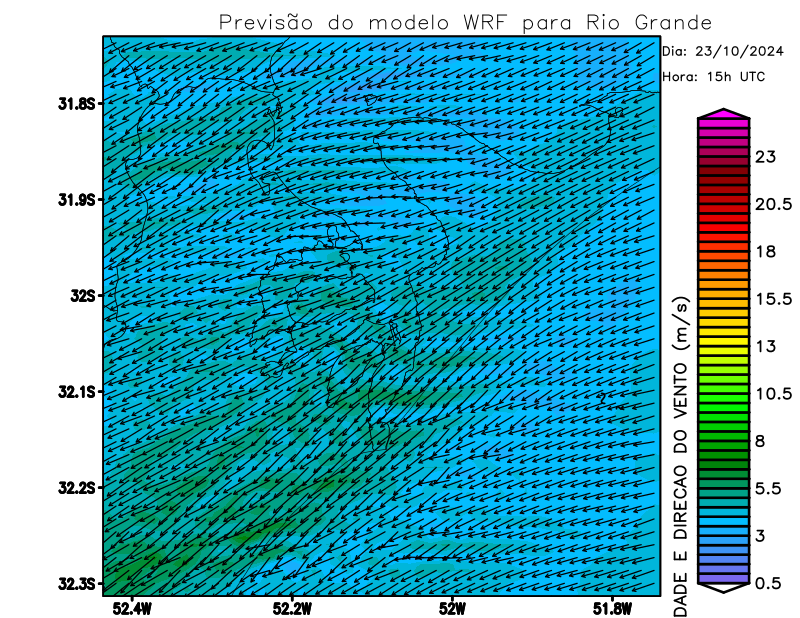 Previsão do modelo WRF para Rio Grande
Dia: 23/10/2024
Hora: 15h UTC
31.8S
31.9S
32S
32.1S
32.2S
32.3S
52.4W
52.2W
52W
51.8W
23
20.5
18
15.5
13
10.5
8
5.5
3
0.5
DADE E DIRECAO DO VENTO (m/s)